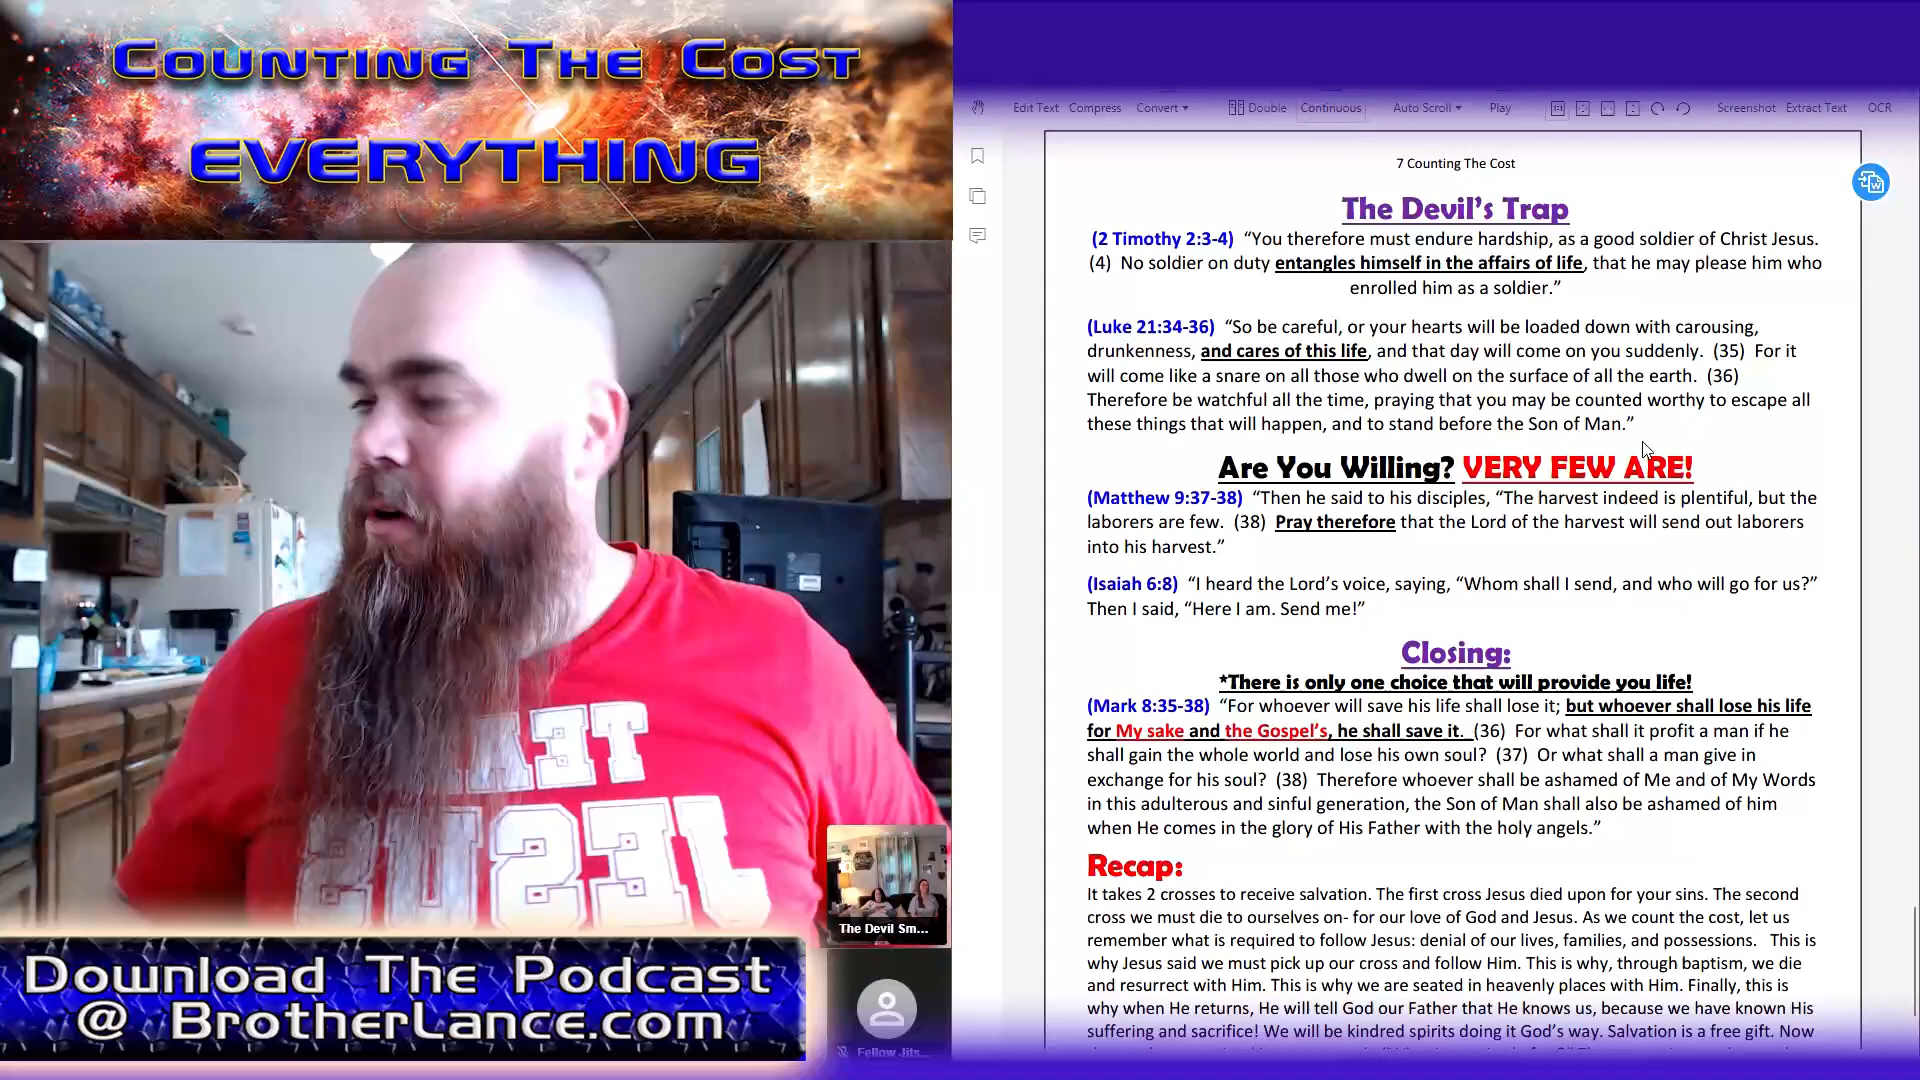 Counting The Cost
EVERYTHING
Edit Text Compress Convert Double Continuous Auto Scroll Play Screenshot Extract Text OCR
7 Counting The Cost
The Devil’s Trap
(2 Timothy 2:3-4) “You therefore must endure hardship, as a good soldier of Christ Jesus.
(4) No soldier on duty entangles himself in the affairs of life, that he may please him who
enrolled him as a soldier.”
(Luke 21:34-36) “So be careful, or your hearts will be loaded down with carousing,
drunkenness, and cares of this life, and that day will come on you suddenly. (35) For it
will come like a snare on all those who dwell on the surface of all the earth. (36)
Therefore be watchful all the time, praying that you may be counted worthy to escape all
these things that will happen, and to stand before the Son of Man.”
Are You Willing? VERY FEW ARE!
(Matthew 9:37-38) “Then he said to his disciples, “The harvest indeed is plentiful, but the
laborers are few. (38) Pray therefore that the Lord of the harvest will send out laborers
into his harvest.”
(Isaiah 6:8) “I heard the Lord’s voice, saying, “Whom shall I send, and who will go for us?”
Then I said, “Here I am. Send me!”
Closing:
*There is only one choice that will provide you life!
(Mark 8:35-38) “For whoever will save his life shall lose it; but whoever shall lose his life
for My sake and the Gospel’s, he shall save it. (36) For what shall it profit a man if he
shall gain the whole world and lose his own soul? (37) Or what shall a man give in
exchange for his soul? (38) Therefore whoever shall be ashamed of Me and of My Words
in this adulterous and sinful generation, the Son of Man shall also be ashamed of him
when He comes in the glory of His Father with the holy angels.”
Recap:
It takes 2 crosses to receive salvation. The first cross Jesus died upon for your sins. The second
cross we must die to ourselves on- for our love of God and Jesus. As we count the cost, let us
remember what is required to follow Jesus: denial of our lives, families, and possessions. This is
why Jesus said we must pick up our cross and follow Him. This is why, through baptism, we die
and resurrect with Him. This is why we are seated in heavenly places with Him. Finally, this is
why when He returns, He will tell God our Father that He knows us, because we have known His
suffering and sacrifice! We will be kindred spirits doing it God’s way. Salvation is a free gift. Now
TEAM
JESUS
The Devil Sm...
Fellow Jits...
Download The Podcast
@ BrotherLance.com